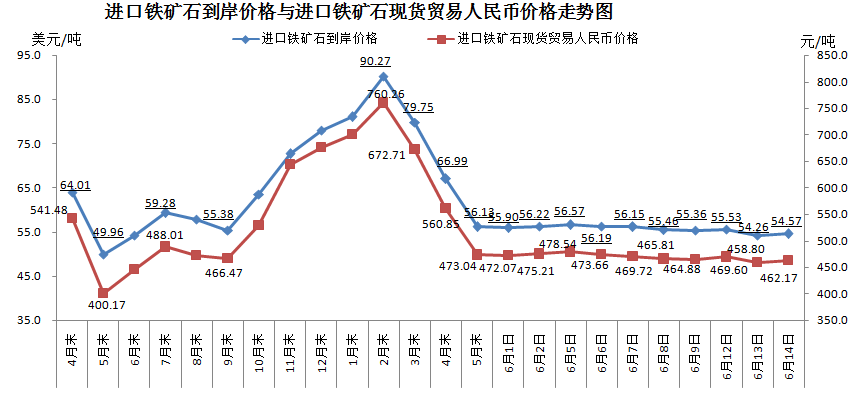 进口铁矿石到岸价格与进口铁矿石现货贸易人民币价格走势图
美元/吨
进口铁矿石到岸价格
进口铁矿石现货贸易人民币价格
元/吨
95.0
85.0
75.0
65.0
55.0
45.0
35.0
850.0
800.0
750.0
700.0
650.0
600.0
550.0
500.0
450.0
400.0
350.0
64.01
49.96
59.28
55.38
90.27
79.75
66.99
56.13
55.90
56.22
56.57
56.19
56.15
55.46
55.36
55.53
54.26
54.57
541.48
400.17
488.01
466.47
760.26
672.71
560.85
473.04
472.07
475.21
478.54
473.66
469.72
465.81
464.88
469.60
458.80
462.17
4月末
5月末
6月末
7月末
8月末
9月末
10月末
11月末
12月末
1月末
2月末
3月末
4月末
5月末
6月1日
6月2日
6月5日
6月6日
6月7日
6月8日
6月9日
6月12日
6月13日
6月14日